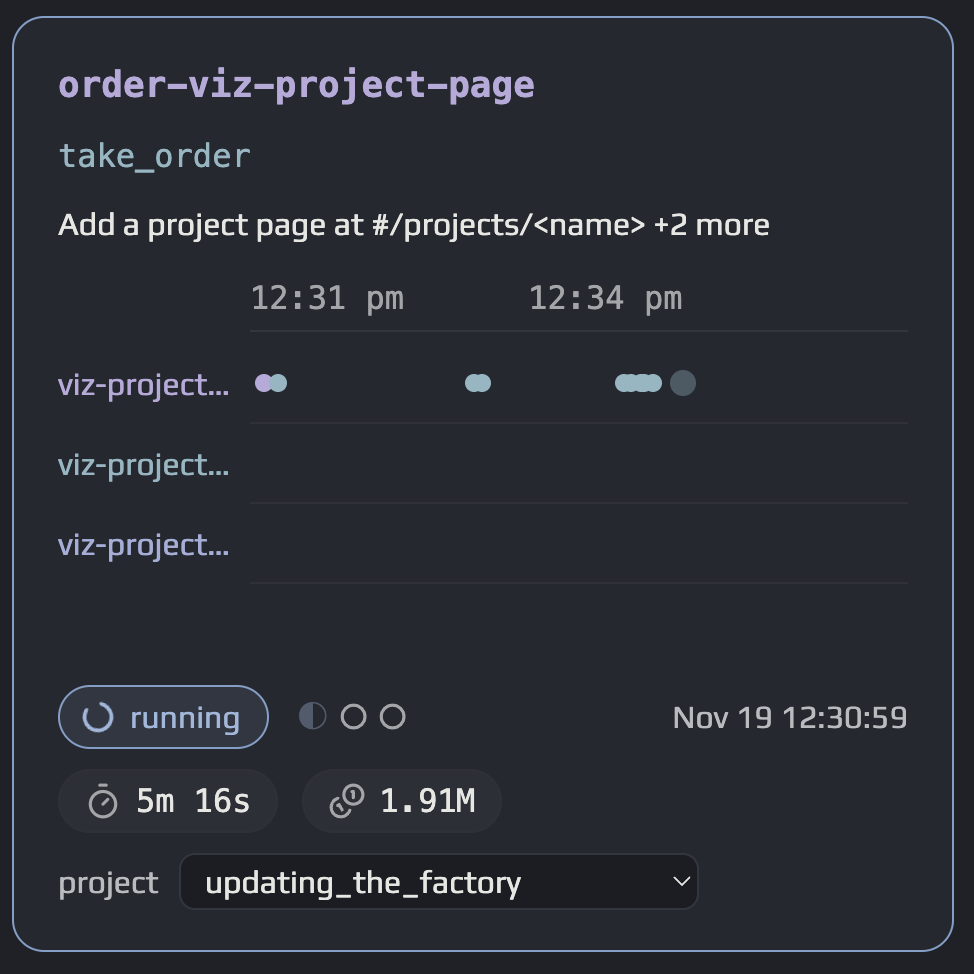 order-viz-project-page
take_order
Add a project page at #/projects/<name> +2 more
12:31 pm 12:34 pm
viz-project...
viz-project...
viz-project...
running Nov 19 12:30:59
5m 16s 1.91M
project updating_the_factory